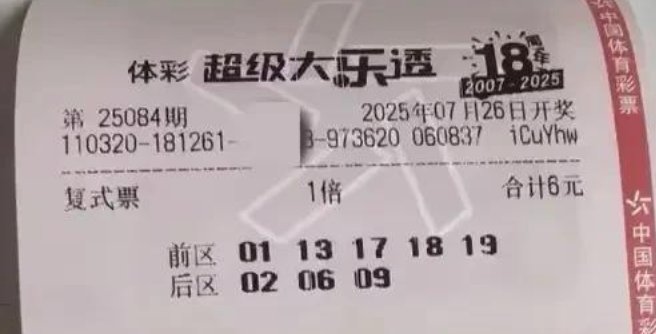 体彩 超级大乐透 18周年
2007-2025
第 25084期 2025年07月26日开奖
110320-181261- -973620 060837 iCuYhw
复式票 1倍 合计6元
前区 01 13 17 18 19
后区 02 06 09
中国体育彩票
中国体育彩